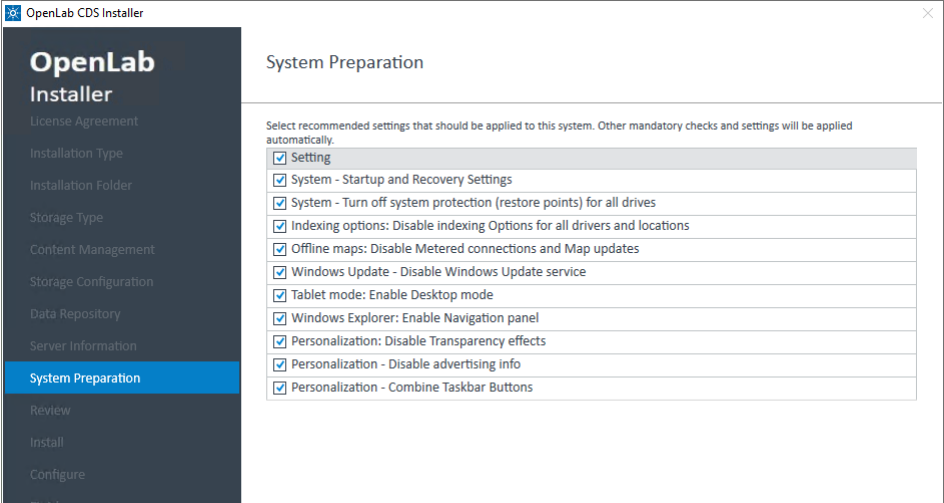 OpenLab CDS Installer
OpenLab
Installer
License Agreement
Installation Type
Installation Folder
Storage Type
Content Management
Storage Configuration
Data Repository
Server Information
System Preparation
Review
Install
Configure
System Preparation
Select recommended settings that should be applied to this system. Other mandatory checks and settings will be applied
automatically.
Setting
System - Startup and Recovery Settings
System - Turn off system protection (restore points) for all drives
Indexing options: Disable indexing Options for all drivers and locations
Offline maps: Disable Metered connections and Map updates
Windows Update - Disable Windows Update service
Tablet mode: Enable Desktop mode
Windows Explorer: Enable Navigation panel
Personalization: Disable Transparency effects
Personalization - Disable advertising info
Personalization - Combine Taskbar Buttons